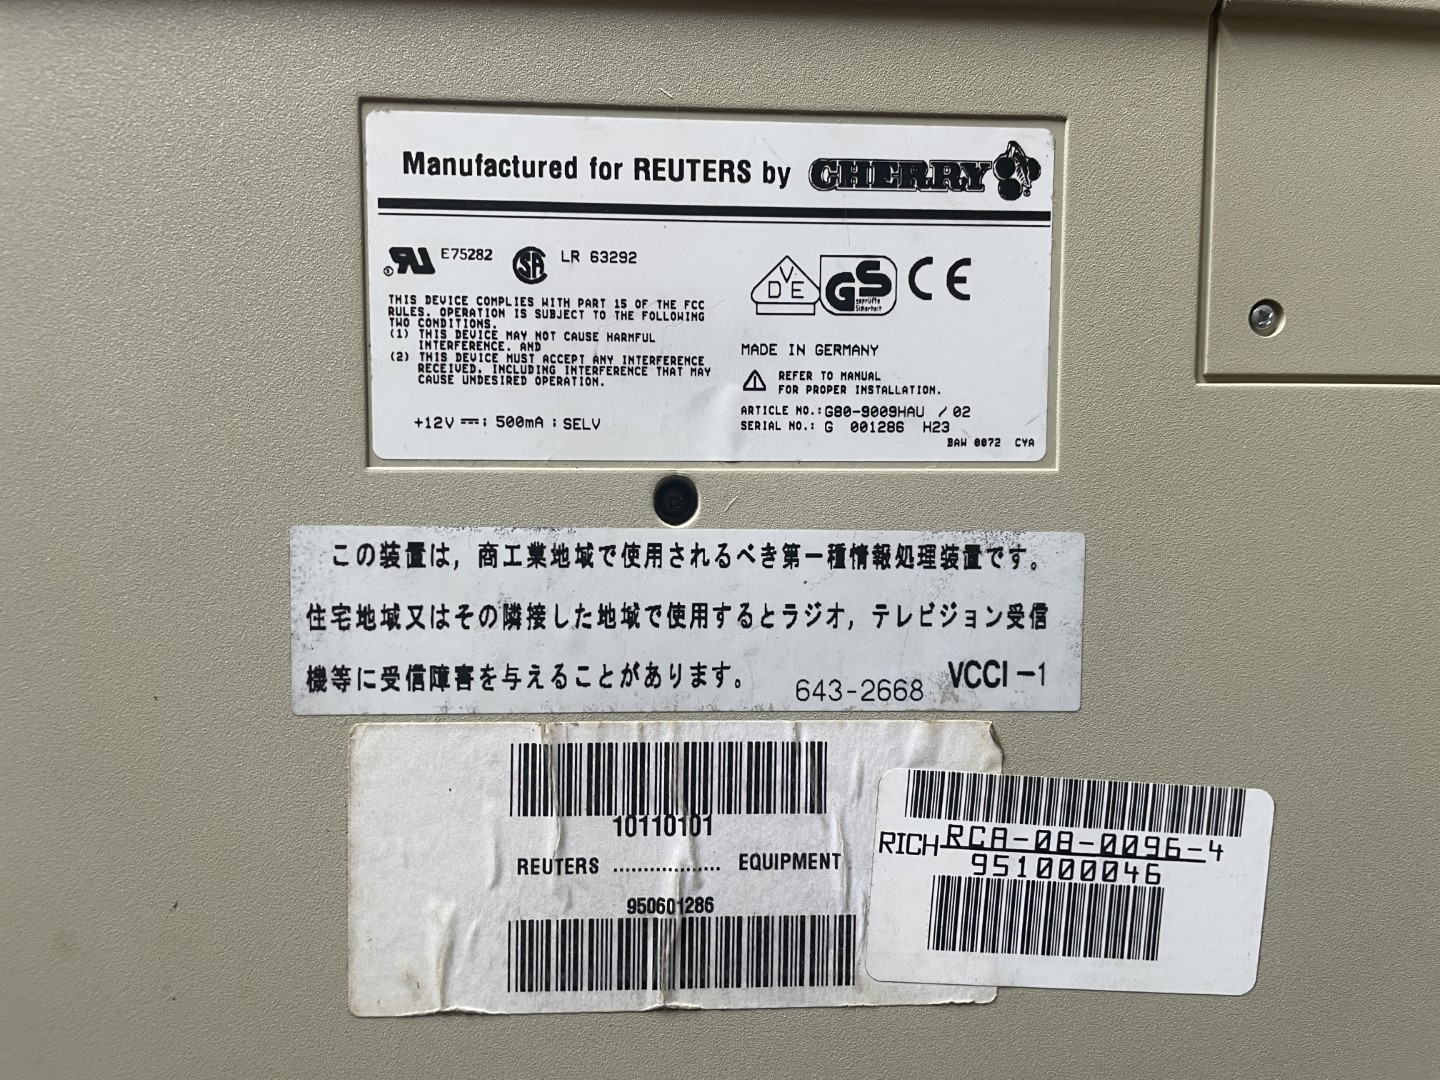 Manufactured for REUTERS by CHERRY
E75282 LR 63292
THIS DEVICE COMPLIES WITH PART 15 OF THE FCC
RULES. OPERATION IS SUBJECT TO THE FOLLOWING
TWO CONDITIONS.
(1) THIS DEVICE MAY NOT CAUSE HARMFUL
INTERFERENCE. AND
(2) THIS DEVICE MUST ACCEPT ANY INTERFERENCE
RECEIVED, INCLUDING INTERFERENCE THAT MAY
CAUSE UNDESIRED OPERATION.
+12V ⎓: 500mA : SELV
VDE GS geprüfte Sicherheit CE
MADE IN GERMANY
REFER TO MANUAL
FOR PROPER INSTALLATION.
ARTICLE NO.: G80-9009HAU / 02
SERIAL NO.: G 001286 H23
BAW 0072 CYA
この装置は，商工業地域で使用されるべき第一種情報処理装置です。
住宅地域又はその隣接した地域で使用するとラジオ，テレビジョン受信
機等に受信障害を与えることがあります。 643-2668 VCCI-1
10110101
REUTERS .................. EQUIPMENT
950601286
RICH RCA-08-0096-4
951000046